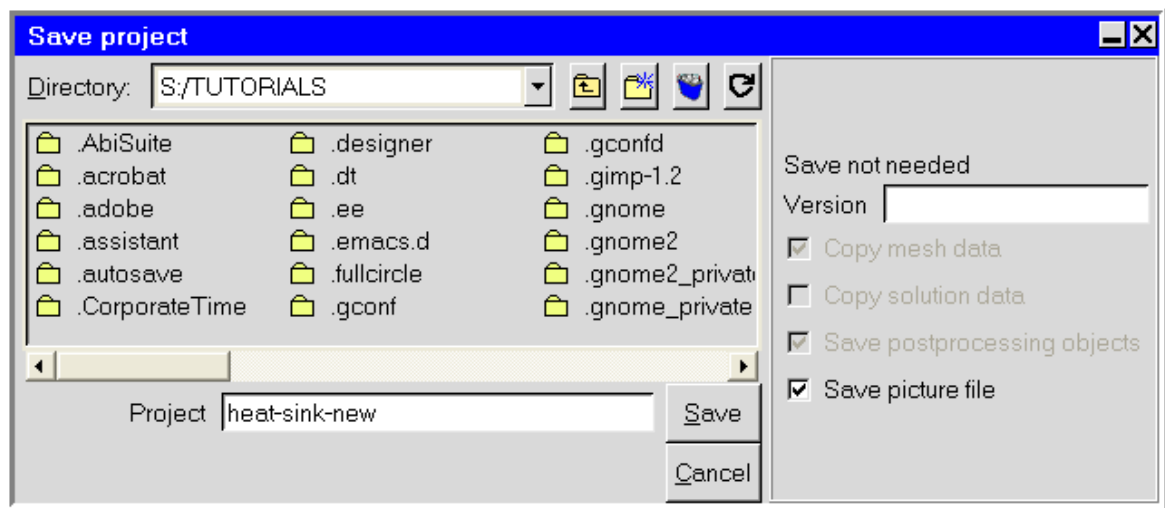 Save project
Directory: S:/TUTORIALS
.AbiSuite .designer .gconfd
.acrobat .dt .gimp-1.2
.adobe .ee .gnome
.assistant .emacs.d .gnome2
.autosave .fullcircle .gnome2_privat
.CorporateTime .gconf .gnome_private
Project heat-sink-new
Save
Cancel
Save not needed
Version
Copy mesh data
Copy solution data
Save postprocessing objects
Save picture file